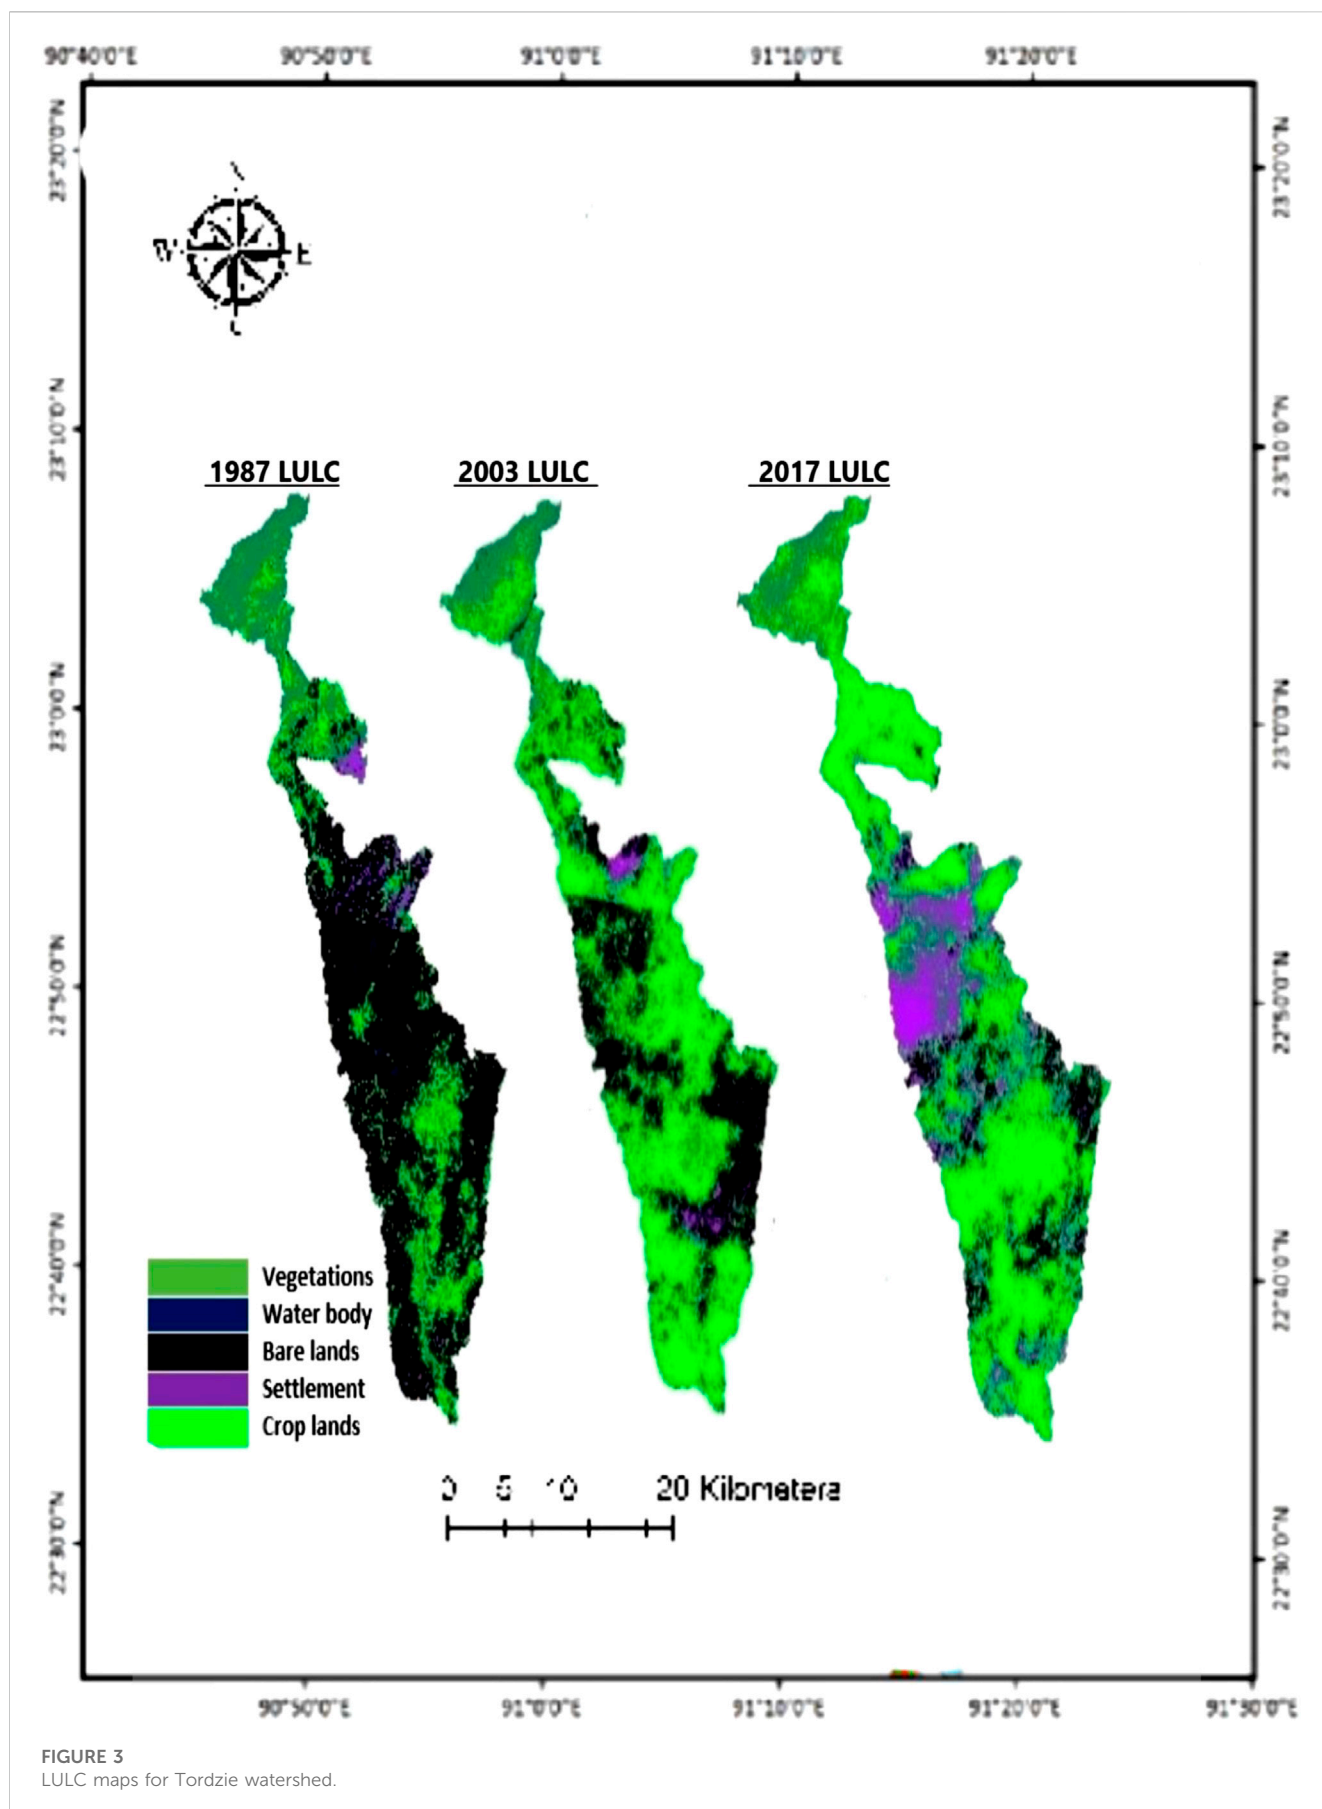 90°40'0"E 90°50'0"E 91°0'0"E 91°10'0"E 91°20'0"E
23°20'0"N
23°20'0"N
W E
23°10'0"N
23°10'0"N
1987 LULC 2003 LULC 2017 LULC
23°0'0"N
23°0'0"N
22°50'0"N
22°50'0"N
22°40'0"N
22°40'0"N
Vegetations
Water body
Bare lands
Settlement
Crop lands
0 5 10 20 Kilometers
22°30'0"N
22°30'0"N
90°50'0"E 91°0'0"E 91°10'0"E 91°20'0"E 91°30'0"E
FIGURE 3
LULC maps for Tordzie watershed.